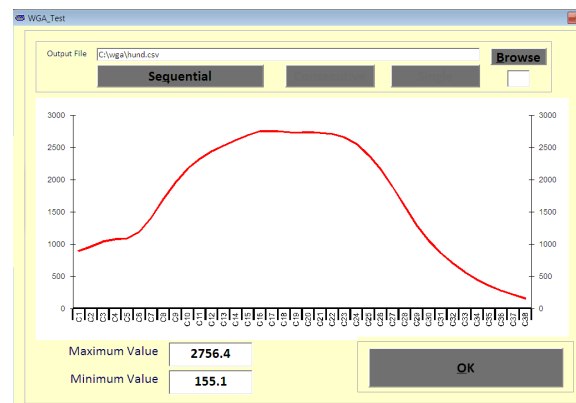 WGA_Test
Output File C:\wga\hund.csv Browse
Sequential
3000 3000
2500 2500
2000 2000
1500 1500
1000 1000
500 500
0 0
C1 C2 C3 C4 C5 C6 C7 C8 C9 C10 C11 C12 C13 C14 C15 C16 C17 C18 C19 C20 C21 C22 C23 C24 C25 C26 C27 C28 C29 C30 C31 C32 C33 C34 C35 C36 C37 C38
Maximum Value 2756.4
Minimum Value 155.1
OK